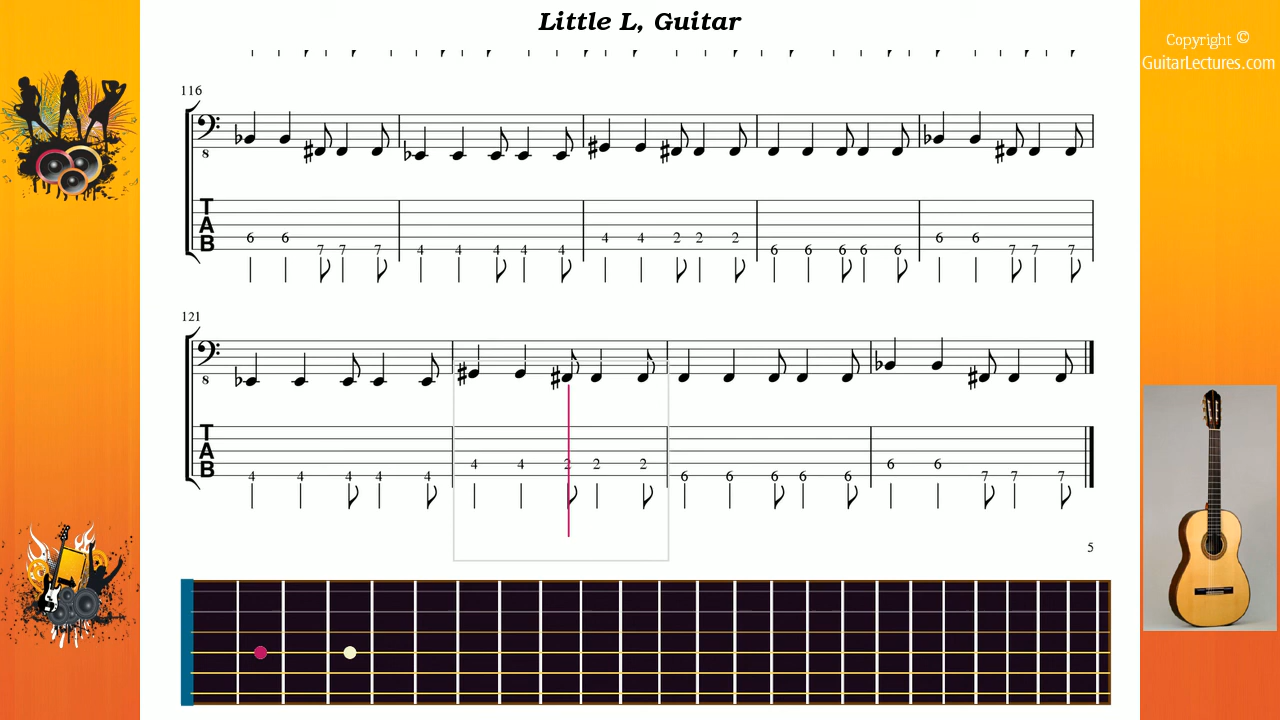 Little L, Guitar
Copyright ©
GuitarLectures.com
116
8
T
A
B
6 6 7 7 7 4 4 4 4 4 4 4 2 2 2 6 6 6 6 6 6 6 7 7 7
121
8
T
A
B
4 4 4 4 4 4 4 2 2 2 6 6 6 6 6 6 6 7 7 7
5